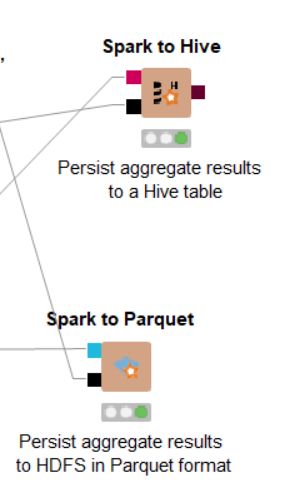 ,
Spark to Hive
H
Persist aggregate results
to a Hive table
Spark to Parquet
Persist aggregate results
to HDFS in Parquet format